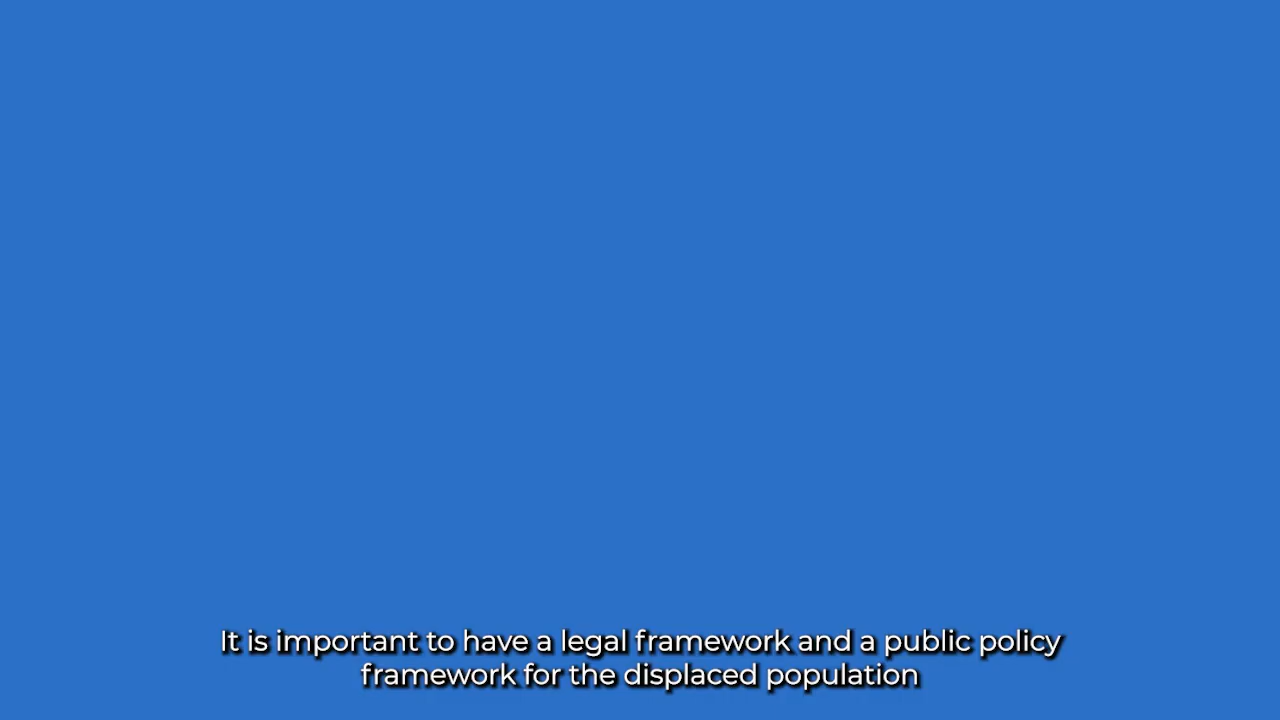 It is important to have a legal framework and a public policy
framework for the displaced population